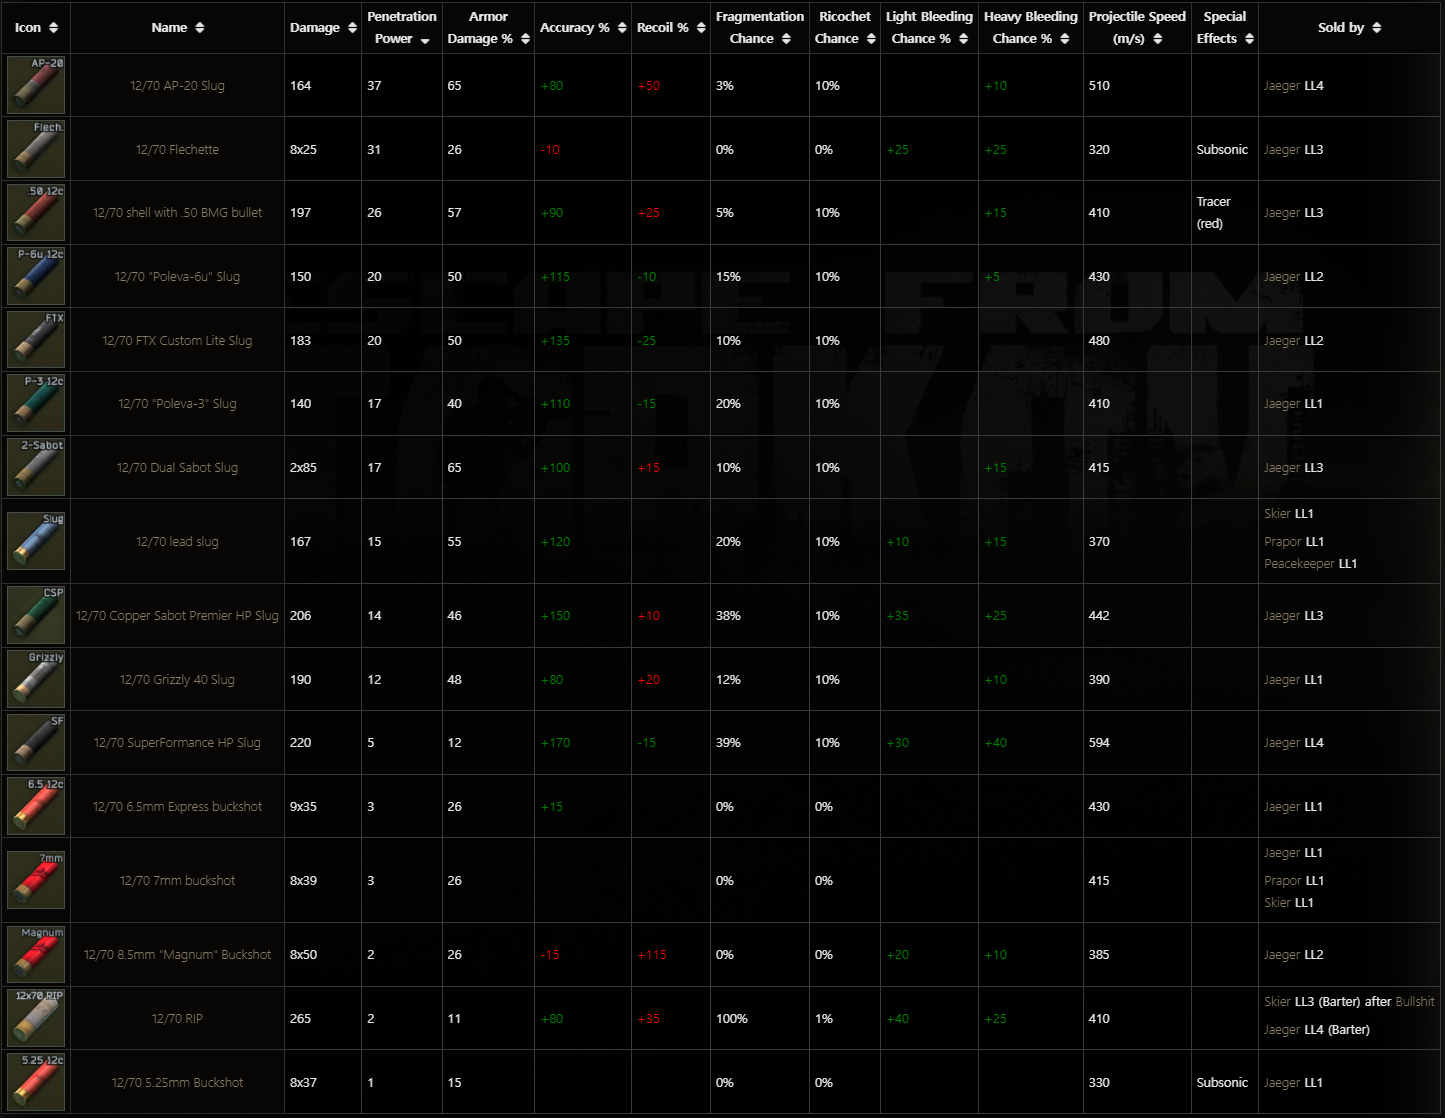 Icon Name Damage Penetration Power Armor Damage % Accuracy % Recoil % Fragmentation Chance Ricochet Chance Light Bleeding Chance % Heavy Bleeding Chance % Projectile Speed (m/s) Special Effects Sold by
AP-20 12/70 AP-20 Slug 164 37 65 +80 +50 3% 10% +10 510 Jaeger LL4
Flech. 12/70 Flechette 8x25 31 26 -10 0% 0% +25 +25 320 Subsonic Jaeger LL3
.50 12c 12/70 shell with .50 BMG bullet 197 26 57 +90 +25 5% 10% +15 410 Tracer (red) Jaeger LL3
P-6u 12c 12/70 "Poleva-6u" Slug 150 20 50 +115 -10 15% 10% +5 430 Jaeger LL2
FTX 12/70 FTX Custom Lite Slug 183 20 50 +135 -25 10% 10% 480 Jaeger LL2
P-3 12c 12/70 "Poleva-3" Slug 140 17 40 +110 -15 20% 10% 410 Jaeger LL1
2-Sabot 12/70 Dual Sabot Slug 2x85 17 65 +100 +15 10% 10% +15 415 Jaeger LL3
Slug 12/70 lead slug 167 15 55 +120 20% 10% +10 +15 370 Skier LL1
Prapor LL1
Peacekeeper LL1
CSP 12/70 Copper Sabot Premier HP Slug 206 14 46 +150 +10 38% 10% +35 +25 442 Jaeger LL3
Grizzly 12/70 Grizzly 40 Slug 190 12 48 +80 +20 12% 10% +10 390 Jaeger LL1
SF 12/70 SuperFormance HP Slug 220 5 12 +170 -15 39% 10% +30 +40 594 Jaeger LL4
6.5 12c 12/70 6.5mm Express buckshot 9x35 3 26 +15 0% 0% 430 Jaeger LL1
7mm 12/70 7mm buckshot 8x39 3 26 0% 0% 415 Jaeger LL1
Prapor LL1
Skier LL1
Magnum 12/70 8.5mm "Magnum" Buckshot 8x50 2 26 -15 +115 0% 0% +20 +10 385 Jaeger LL2
12x70 RIP 12/70 RIP 265 2 11 +80 +35 100% 1% +40 +25 410 Skier LL3 (Barter) after Bullshit
Jaeger LL4 (Barter)
5.25 12c 12/70 5.25mm Buckshot 8x37 1 15 0% 0% 330 Subsonic Jaeger LL1
ESCAPE FROM
TARKOV